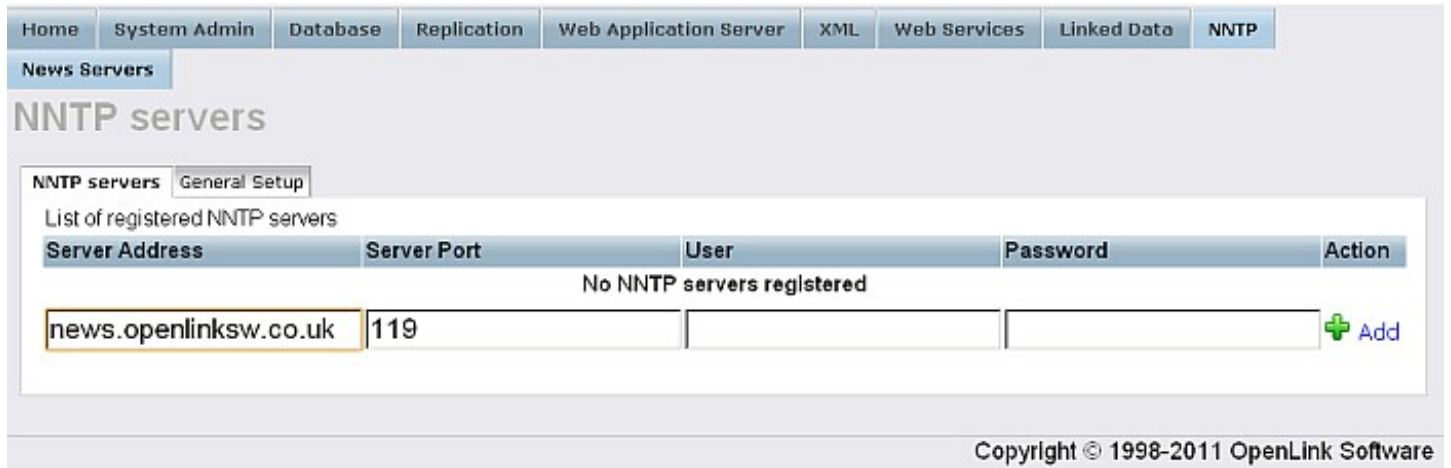 Home System Admin Database Replication Web Application Server XML Web Services Linked Data NNTP
News Servers
NNTP servers
NNTP servers General Setup
List of registered NNTP servers
Server Address Server Port User Password Action
No NNTP servers registered
news.openlinksw.co.uk 119 Add
Copyright © 1998-2011 OpenLink Software